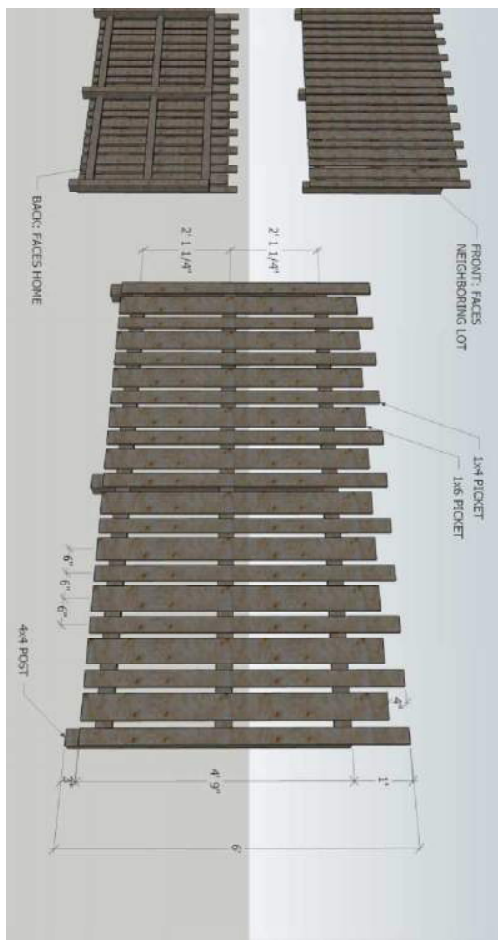 FRONT: FACES
NEIGHBORING LOT
BACK: FACES HOME
1x4 PICKET
1x6 PICKET
2' 1 1/4"
2' 1 1/4"
4"
1'
4' 9"
3"
6'
6"
6"
6"
4x4 POST